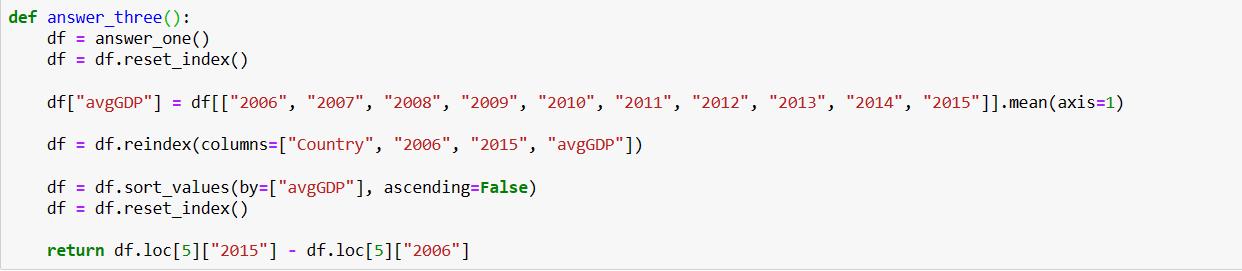 def answer_three():
    df = answer_one()
    df = df.reset_index()
    df["avgGDP"] = df[["2006", "2007", "2008", "2009", "2010", "2011", "2012", "2013", "2014", "2015"]].mean(axis=1)
    df = df.reindex(columns=["Country", "2006", "2015", "avgGDP"])
    df = df.sort_values(by=["avgGDP"], ascending=False)
    df = df.reset_index()
    return df.loc[5]["2015"] - df.loc[5]["2006"]